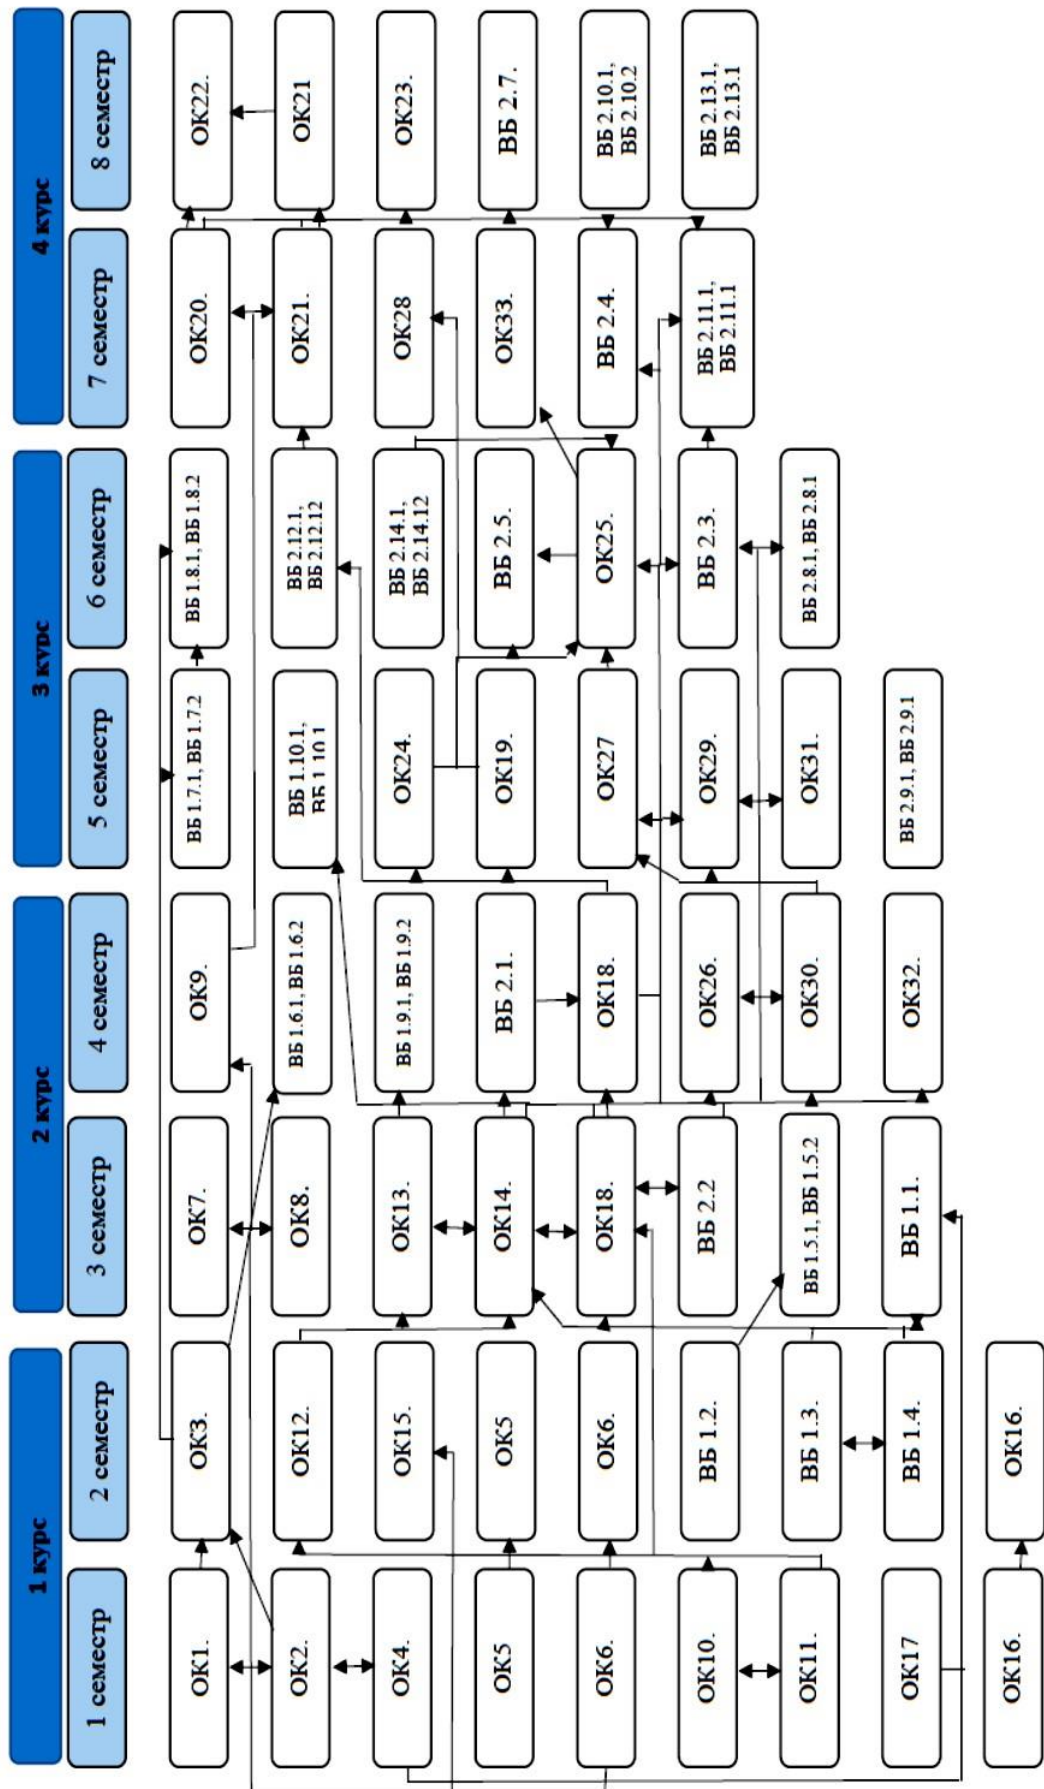 1 курс
2 курс
3 курс
4 курс
1 семестр
2 семестр
3 семестр
4 семестр
5 семестр
6 семестр
7 семестр
8 семестр
ОК1.
ОК3.
ОК7.
ОК9.
ВБ 1.7.1, ВБ 1.7.2
ВБ 1.8.1, ВБ 1.8.2
ОК20.
ОК22.
ОК2.
ОК12.
ОК8.
ВБ 1.6.1, ВБ 1.6.2
ВБ 1.10.1,
ВБ 1.10.1
ВБ 2.12.1,
ВБ 2.12.12
ОК21.
ОК21
ОК4.
ОК15.
ОК13.
ВБ 1.9.1, ВБ 1.9.2
ОК24.
ВБ 2.14.1,
ВБ 2.14.12
ОК28
ОК23.
ОК5
ОК5
ОК14.
ВБ 2.1.
ОК19.
ВБ 2.5.
ОК33.
ВБ 2.7.
ОК6.
ОК6.
ОК18.
ОК18.
ОК27
ОК25.
ВБ 2.4.
ВБ 2.10.1,
ВБ 2.10.2
ОК10.
ВБ 1.2.
ВБ 2.2
ОК26.
ОК29.
ВБ 2.3.
ВБ 2.11.1,
ВБ 2.11.1
ВБ 2.13.1,
ВБ 2.13.1
ОК11.
ВБ 1.3.
ВБ 1.5.1, ВБ 1.5.2
ОК30.
ОК31.
ВБ 2.8.1, ВБ 2.8.1
ОК17
ВБ 1.4.
ВБ 1.1.
ОК32.
ВБ 2.9.1, ВБ 2.9.1
ОК16.
ОК16.